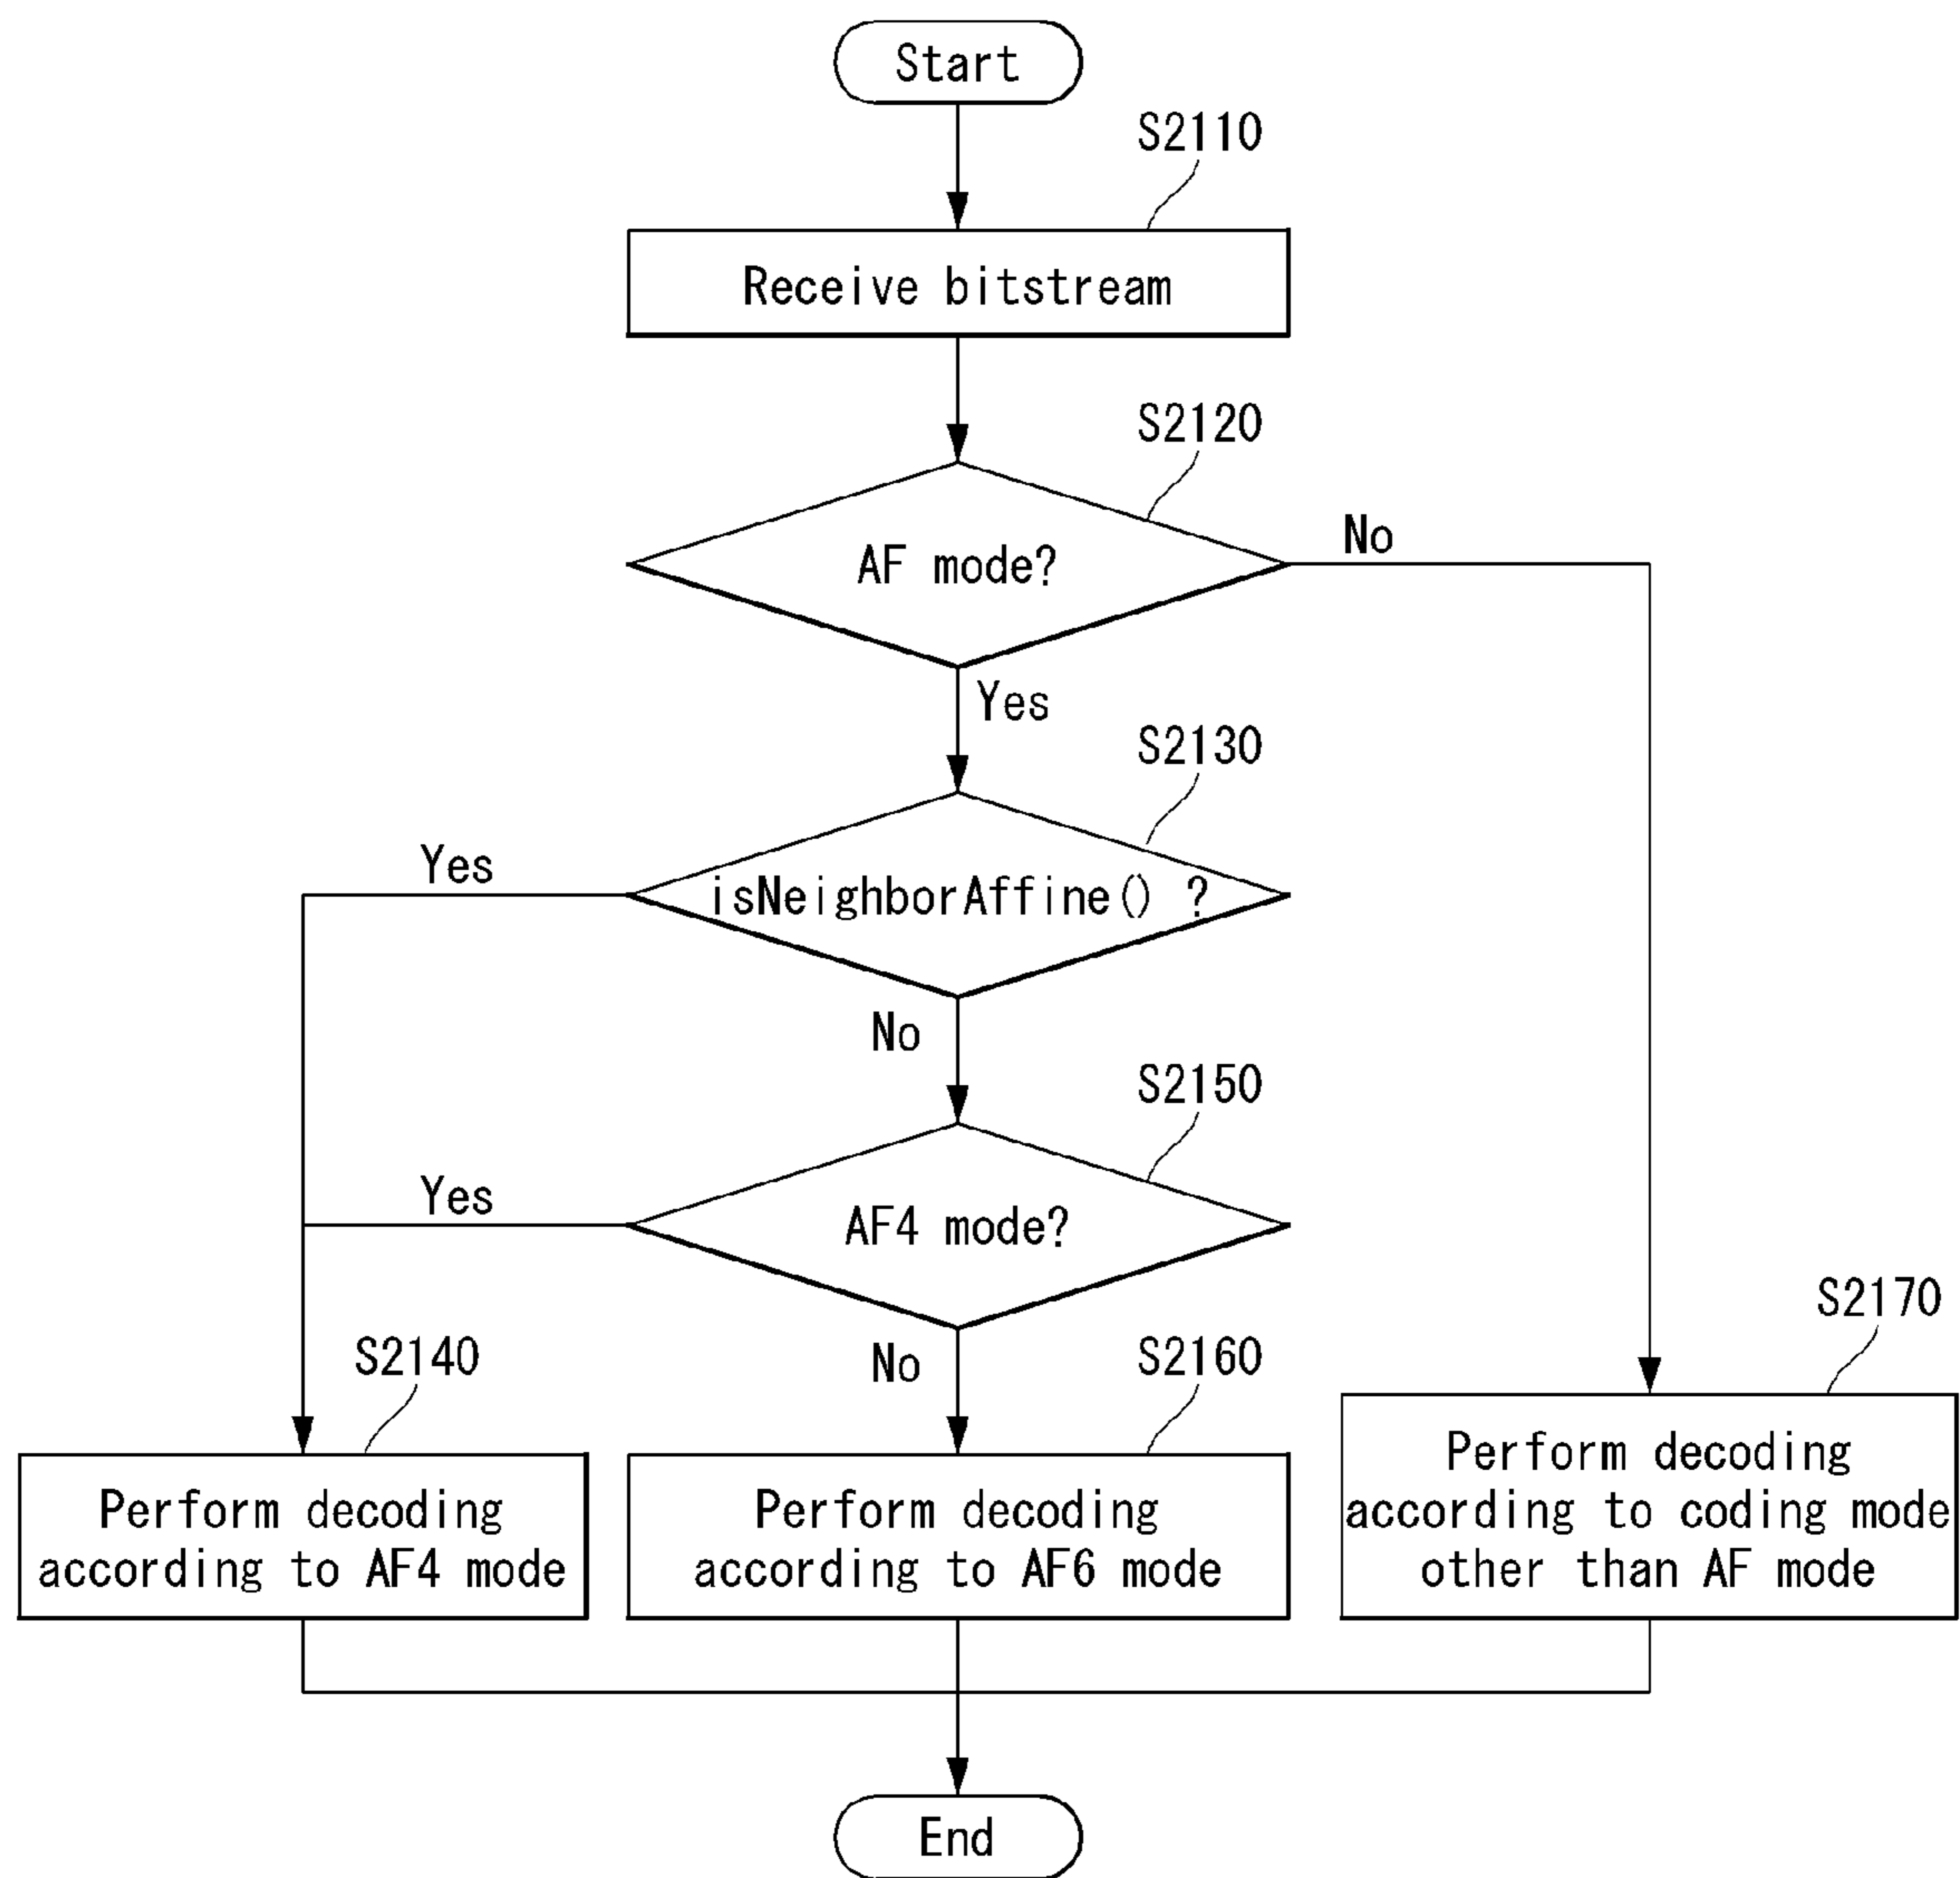 Start
S2110
Receive bitstream
S2120
AF mode?
No
Yes
S2130
Yes
isNeighborAffine() ?
No
S2150
Yes
AF4 mode?
S2170
S2140
No
S2160
Perform decoding
according to AF4 mode
Perform decoding
according to AF6 mode
Perform decoding
according to coding mode
other than AF mode
End